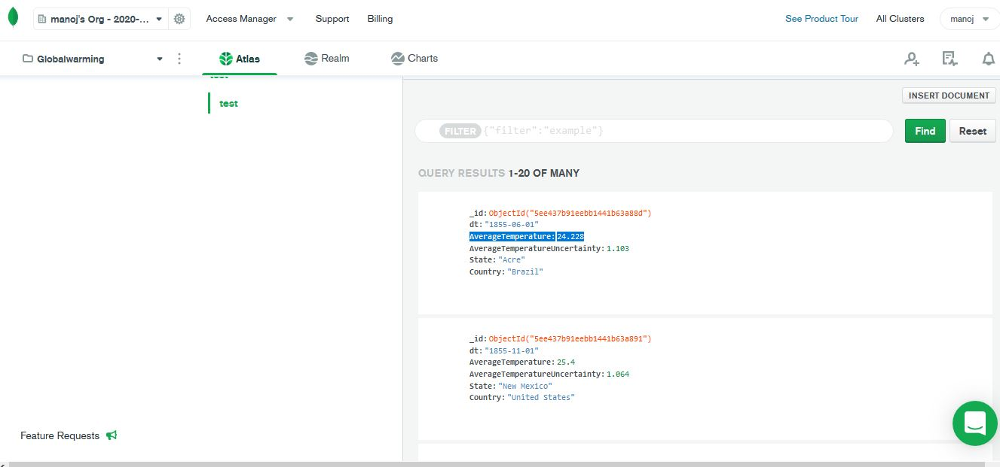 manoj's Org - 2020-... Access Manager Support Billing See Product Tour All Clusters manoj
Globalwarming Atlas Realm Charts
test
test
INSERT DOCUMENT
FILTER {"filter":"example"} Find Reset
QUERY RESULTS 1-20 OF MANY
_id: ObjectId("5ee437b91eebb1441b63a88d")
dt: "1855-06-01"
AverageTemperature: 24.228
AverageTemperatureUncertainty: 1.103
State: "Acre"
Country: "Brazil"
_id: ObjectId("5ee437b91eebb1441b63a891")
dt: "1855-11-01"
AverageTemperature: 25.4
AverageTemperatureUncertainty: 1.064
State: "New Mexico"
Country: "United States"
Feature Requests